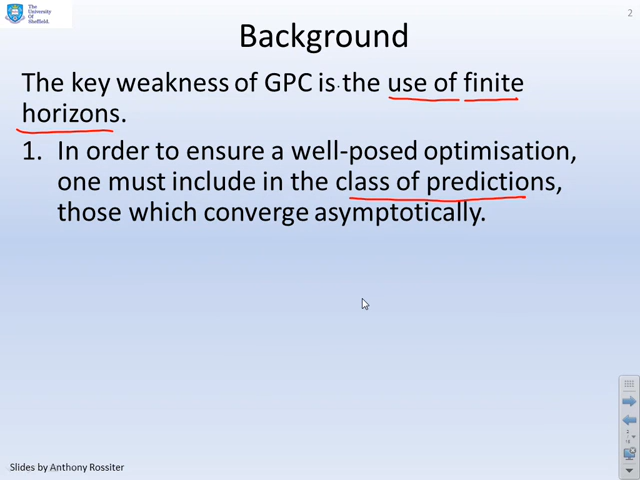 The
University
Of
Sheffield.
2
Background
The key weakness of GPC is the use of finite
horizons.
1. In order to ensure a well-posed optimisation,
one must include in the class of predictions,
those which converge asymptotically.
Slides by Anthony Rossiter